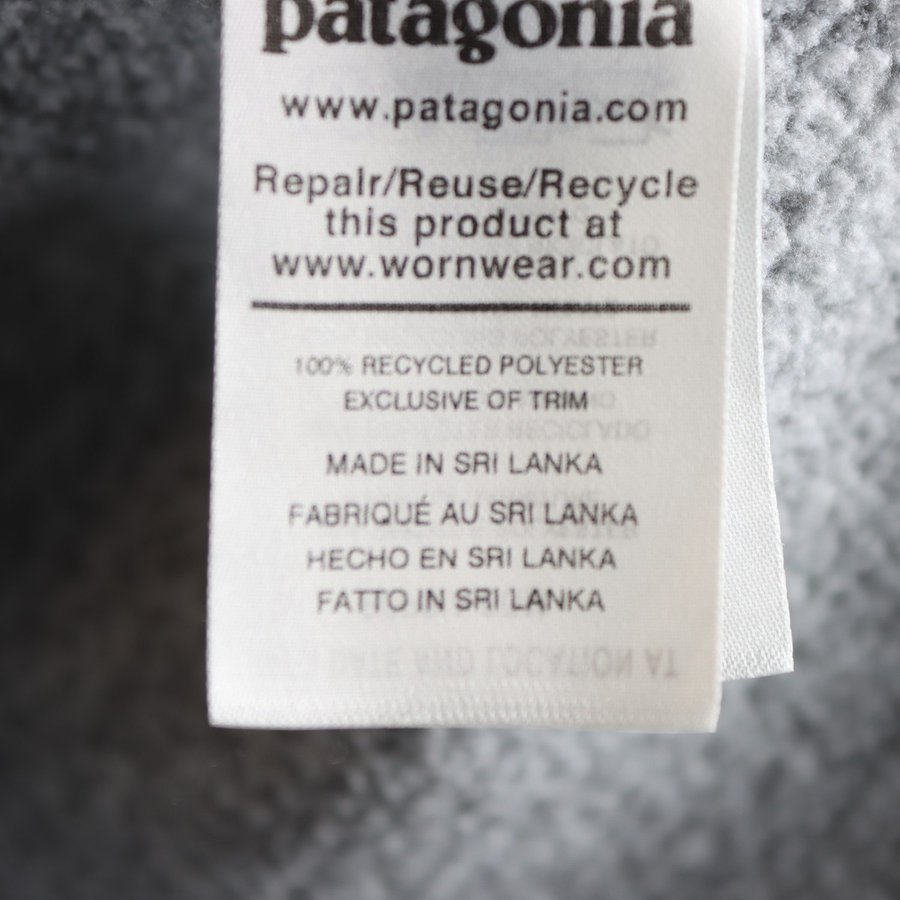 patagonia
www.patagonia.com
Repair/Reuse/Recycle
this product at
www.wornwear.com
100% RECYCLED POLYESTER
EXCLUSIVE OF TRIM
MADE IN SRI LANKA
FABRIQUÉ AU SRI LANKA
HECHO EN SRI LANKA
FATTO IN SRI LANKA